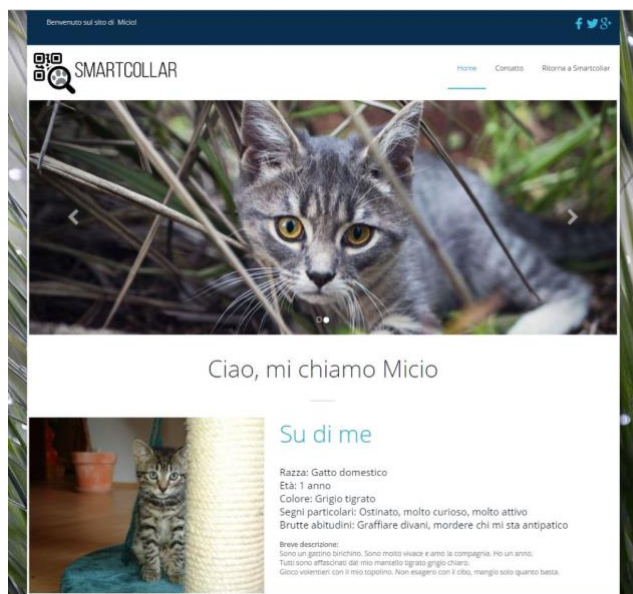 Benvenuto sul sito di Micio!
SMARTCOLLAR
Home Contatto Ritorna a Smartcollar
Ciao, mi chiamo Micio
Su di me
Razza: Gatto domestico
Età: 1 anno
Colore: Grigio tigrato
Segni particolari: Ostinato, molto curioso, molto attivo
Brutte abitudini: Graffiare divani, mordere chi mi sta antipatico
Breve descrizione:
Sono un gattino birichino. Sono molto vivace e amo la compagnia. Ho un anno.
Tutti sono affascinati dal mio mantello tigrato grigio chiaro.
Gioco volentieri con il mio topolino. Non esagero con il cibo, mangio solo quanto basta.